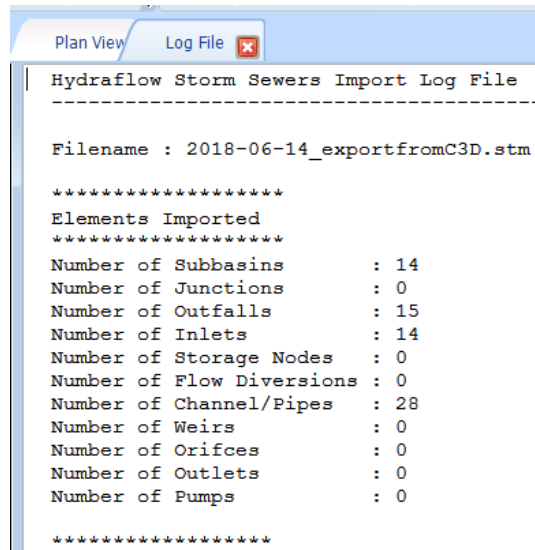 Plan View Log File
Hydraflow Storm Sewers Import Log File
----------------------------------------
Filename : 2018-06-14_exportfromC3D.stm
*******************
Elements Imported
*******************
Number of Subbasins : 14
Number of Junctions : 0
Number of Outfalls : 15
Number of Inlets : 14
Number of Storage Nodes : 0
Number of Flow Diversions : 0
Number of Channel/Pipes : 28
Number of Weirs : 0
Number of Orifces : 0
Number of Outlets : 0
Number of Pumps : 0
******************